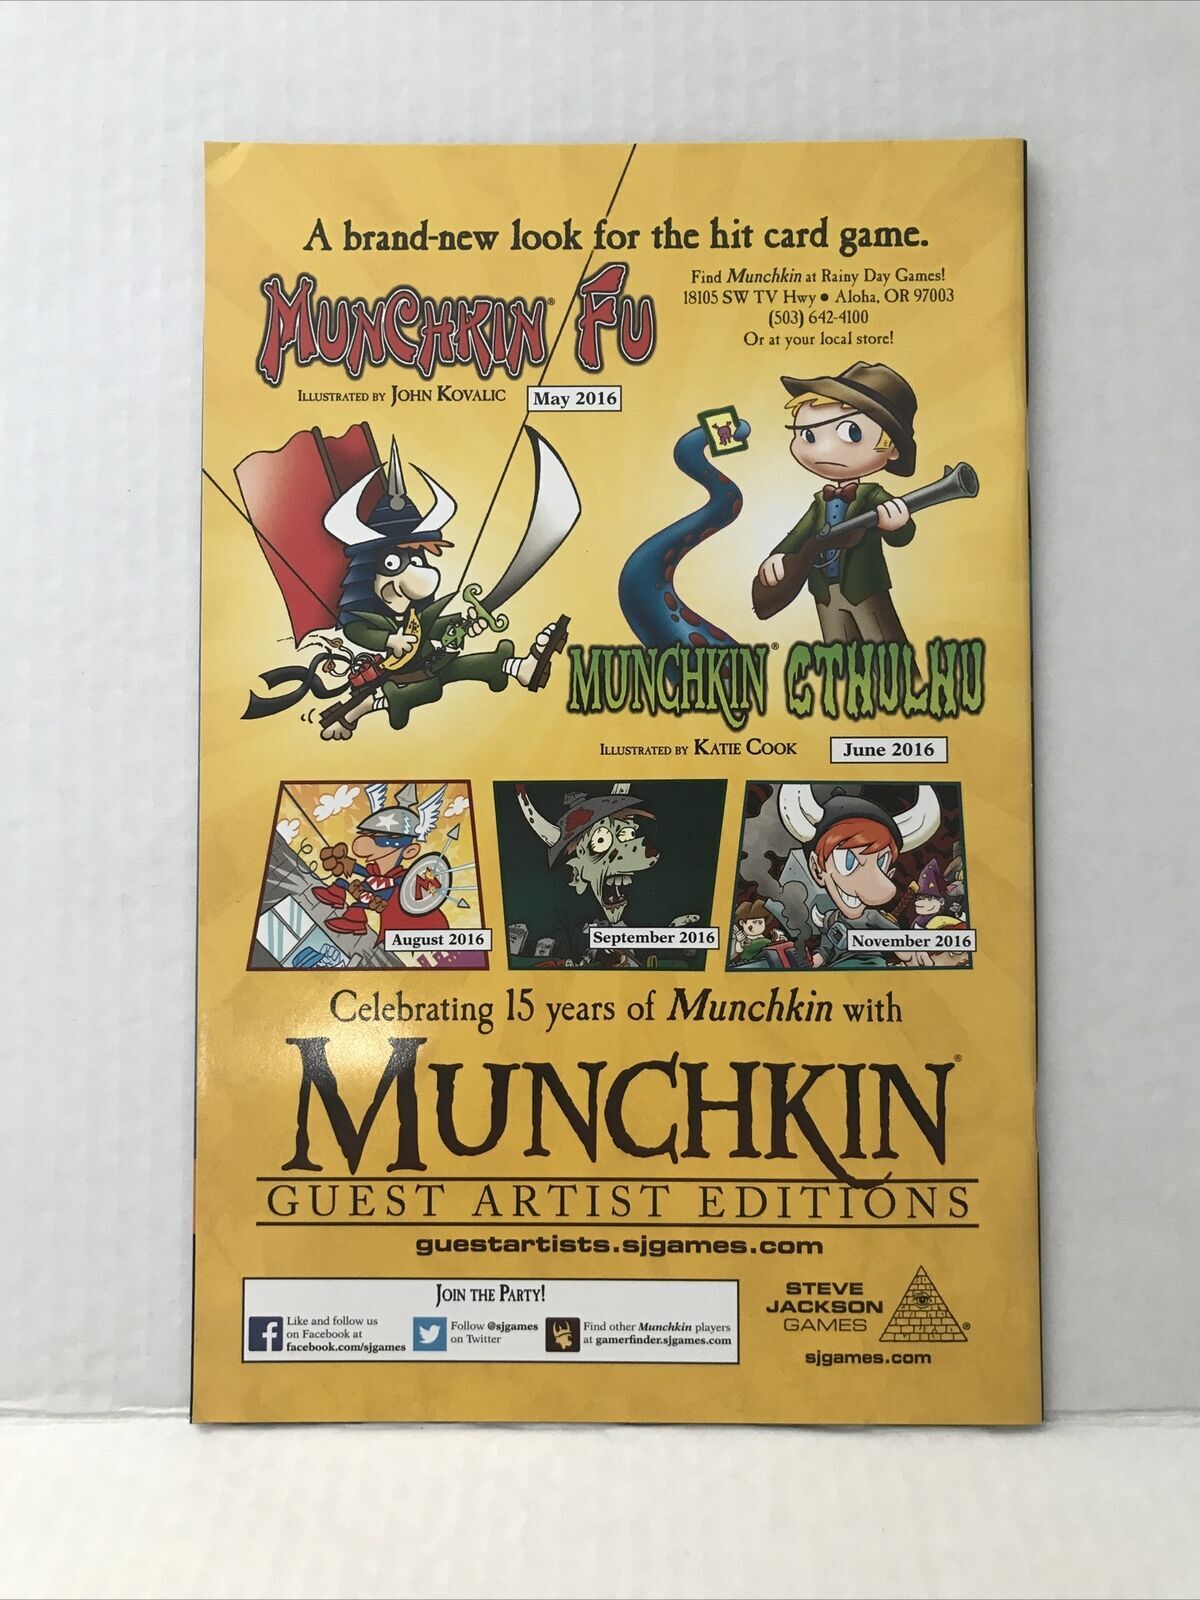 A brand-new look for the hit card game.
MUNCHKIN® FU
ILLUSTRATED BY JOHN KOVALIC
May 2016
Find Munchkin at Rainy Day Games!
18105 SW TV Hwy ● Aloha, OR 97003
(503) 642-4100
Or at your local store!
MUNCHKIN® CTHULHU
ILLUSTRATED BY KATIE COOK
June 2016
M
August 2016
September 2016
November 2016
Celebrating 15 years of Munchkin with
MUNCHKIN®
GUEST ARTIST EDITIONS
guestartists.sjgames.com
JOIN THE PARTY!
Like and follow us
on Facebook at
facebook.com/sjgames
Follow @sjgames
on Twitter
Find other Munchkin players
at gamerfinder.sjgames.com
STEVE
JACKSON
GAMES
®
sjgames.com